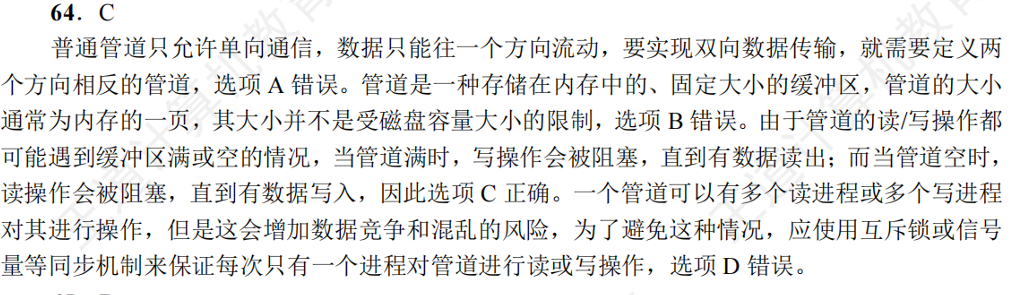 64．C
普通管道只允许单向通信，数据只能往一个方向流动，要实现双向数据传输，就需要定义两
个方向相反的管道，选项 A 错误。管道是一种存储在内存中的、固定大小的缓冲区，管道的大小
通常为内存的一页，其大小并不是受磁盘容量大小的限制，选项 B 错误。由于管道的读/写操作都
可能遇到缓冲区满或空的情况，当管道满时，写操作会被阻塞，直到有数据读出；而当管道空时，
读操作会被阻塞，直到有数据写入，因此选项 C 正确。一个管道可以有多个读进程或多个写进程
对其进行操作，但是这会增加数据竞争和混乱的风险，为了避免这种情况，应使用互斥锁或信号
量等同步机制来保证每次只有一个进程对管道进行读或写操作，选项 D 错误。